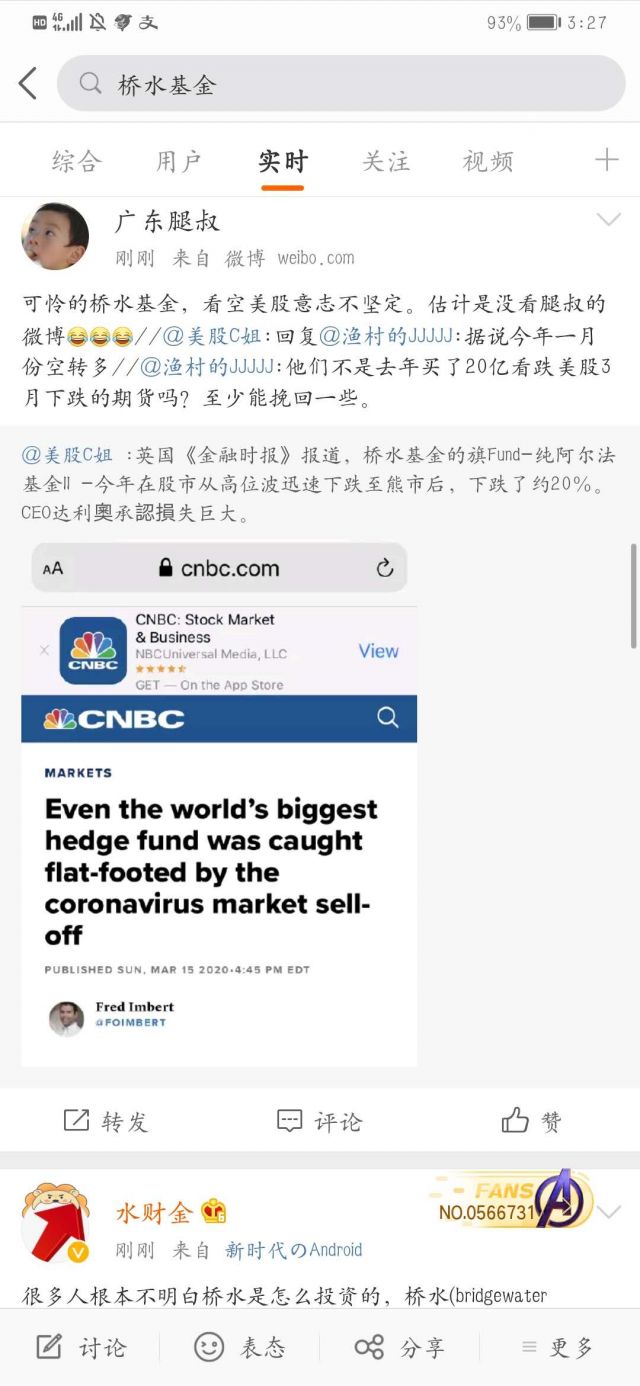 HD 4G 支 93% 3:27
桥水基金
综合 用户 实时 关注 视频
广东腿叔
刚刚 来自 微博 weibo.com
可怜的桥水基金，看空美股意志不坚定。估计是没看腿叔的
微博😂😂😂//@美股C姐:回复@渔村的JJJJJ:据说今年一月
份空转多//@渔村的JJJJJ:他们不是去年买了20亿看跌美股3
月下跌的期货吗？至少能挽回一些。
@美股C姐 :英国《金融时报》报道，桥水基金的旗Fund-纯阿尔法
基金II -今年在股市从高位波迅速下跌至熊市后，下跌了约20%。
CEO达利奧承認損失巨大。
AA cnbc.com
CNBC: Stock Market
& Business
NBCUniversal Media, LLC
GET — On the App Store
View
CNBC
CNBC
MARKETS
Even the world's biggest
hedge fund was caught
flat-footed by the
coronavirus market sell-
off
PUBLISHED SUN, MAR 15 2020•4:45 PM EDT
Fred Imbert
@FOIMBERT
转发 评论 赞
水财金
FANS
NO.0566731
刚刚 来自 新时代のAndroid
很多人根本不明白桥水是怎么投资的，桥水(bridgewater
讨论 表态 分享 更多